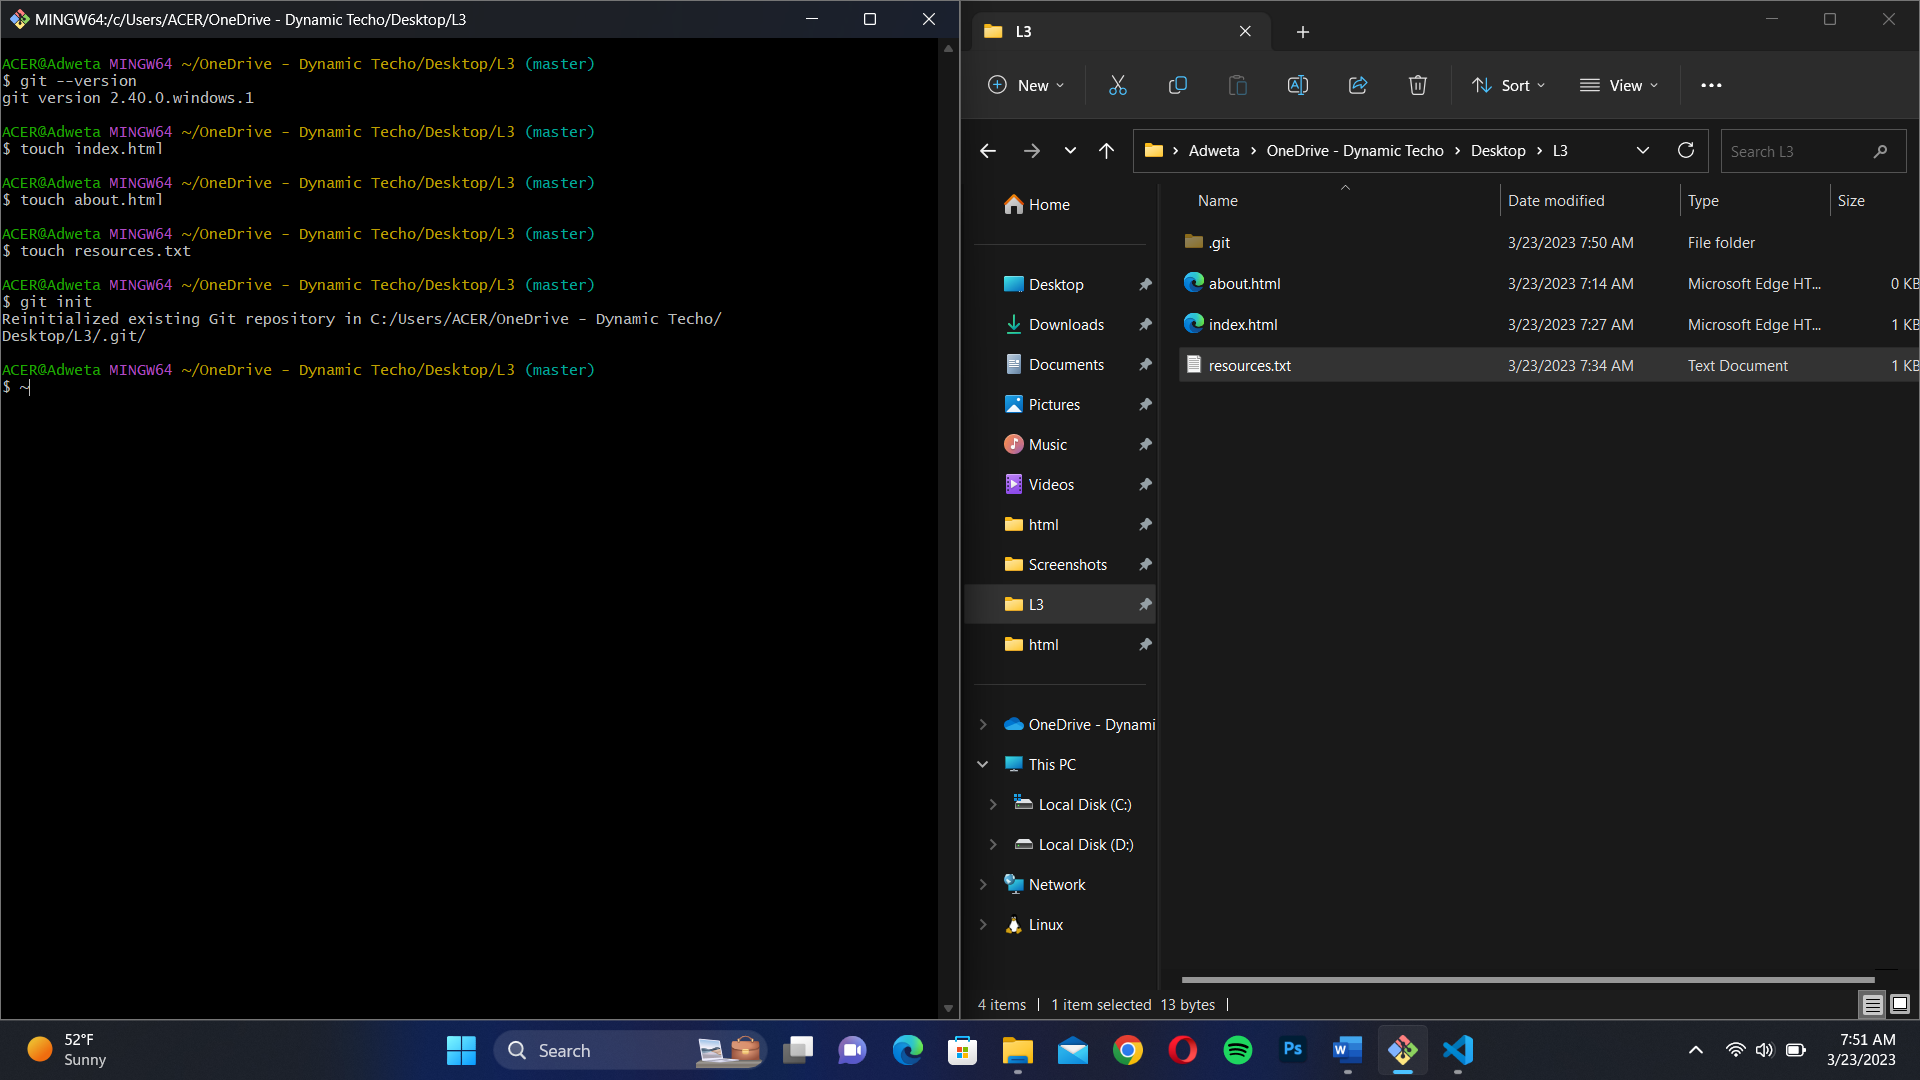 MINGW64:/c/Users/ACER/OneDrive - Dynamic Techo/Desktop/L3
ACER@Adweta MINGW64 ~/OneDrive - Dynamic Techo/Desktop/L3 (master)
$ git --version
git version 2.40.0.windows.1
ACER@Adweta MINGW64 ~/OneDrive - Dynamic Techo/Desktop/L3 (master)
$ touch index.html
ACER@Adweta MINGW64 ~/OneDrive - Dynamic Techo/Desktop/L3 (master)
$ touch about.html
ACER@Adweta MINGW64 ~/OneDrive - Dynamic Techo/Desktop/L3 (master)
$ touch resources.txt
ACER@Adweta MINGW64 ~/OneDrive - Dynamic Techo/Desktop/L3 (master)
$ git init
Reinitialized existing Git repository in C:/Users/ACER/OneDrive - Dynamic Techo/
Desktop/L3/.git/
ACER@Adweta MINGW64 ~/OneDrive - Dynamic Techo/Desktop/L3 (master)
$ ~
L3
New Sort View
Adweta > OneDrive - Dynamic Techo > Desktop > L3
Search L3
Home
Desktop
Downloads
Documents
Pictures
Music
Videos
html
Screenshots
L3
html
OneDrive - Dynami
This PC
Local Disk (C:)
Local Disk (D:)
Network
Linux
Name Date modified Type Size
.git 3/23/2023 7:50 AM File folder
about.html 3/23/2023 7:14 AM Microsoft Edge HT... 0 KB
index.html 3/23/2023 7:27 AM Microsoft Edge HT... 1 KB
resources.txt 3/23/2023 7:34 AM Text Document 1 KB
4 items | 1 item selected 13 bytes |
52°F
Sunny
Search
Ps
W
7:51 AM
3/23/2023